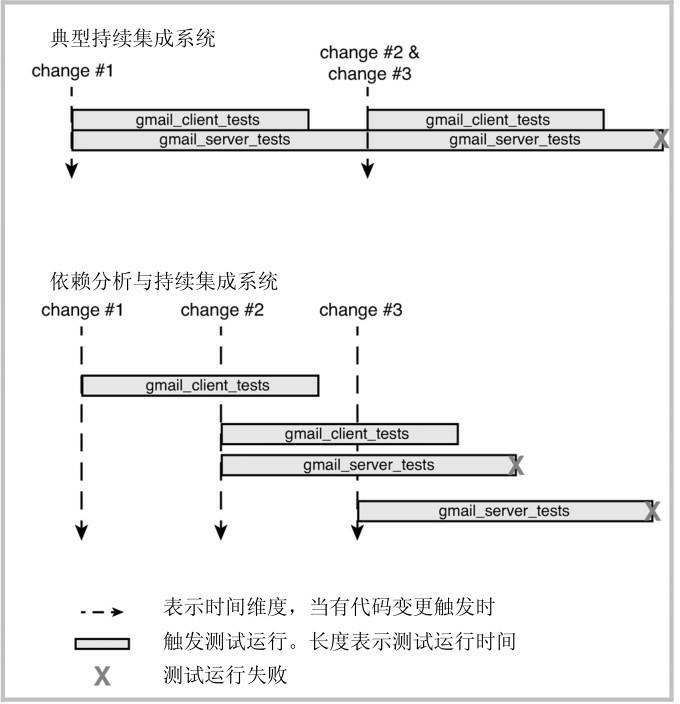 典型持续集成系统
change #1
change #2 &
change #3
gmail_client_tests
gmail_client_tests
gmail_server_tests
gmail_server_tests
X
依赖分析与持续集成系统
change #1
change #2
change #3
gmail_client_tests
gmail_client_tests
gmail_server_tests
X
gmail_server_tests
X
表示时间维度，当有代码变更触发时
触发测试运行。长度表示测试运行时间
X
测试运行失败